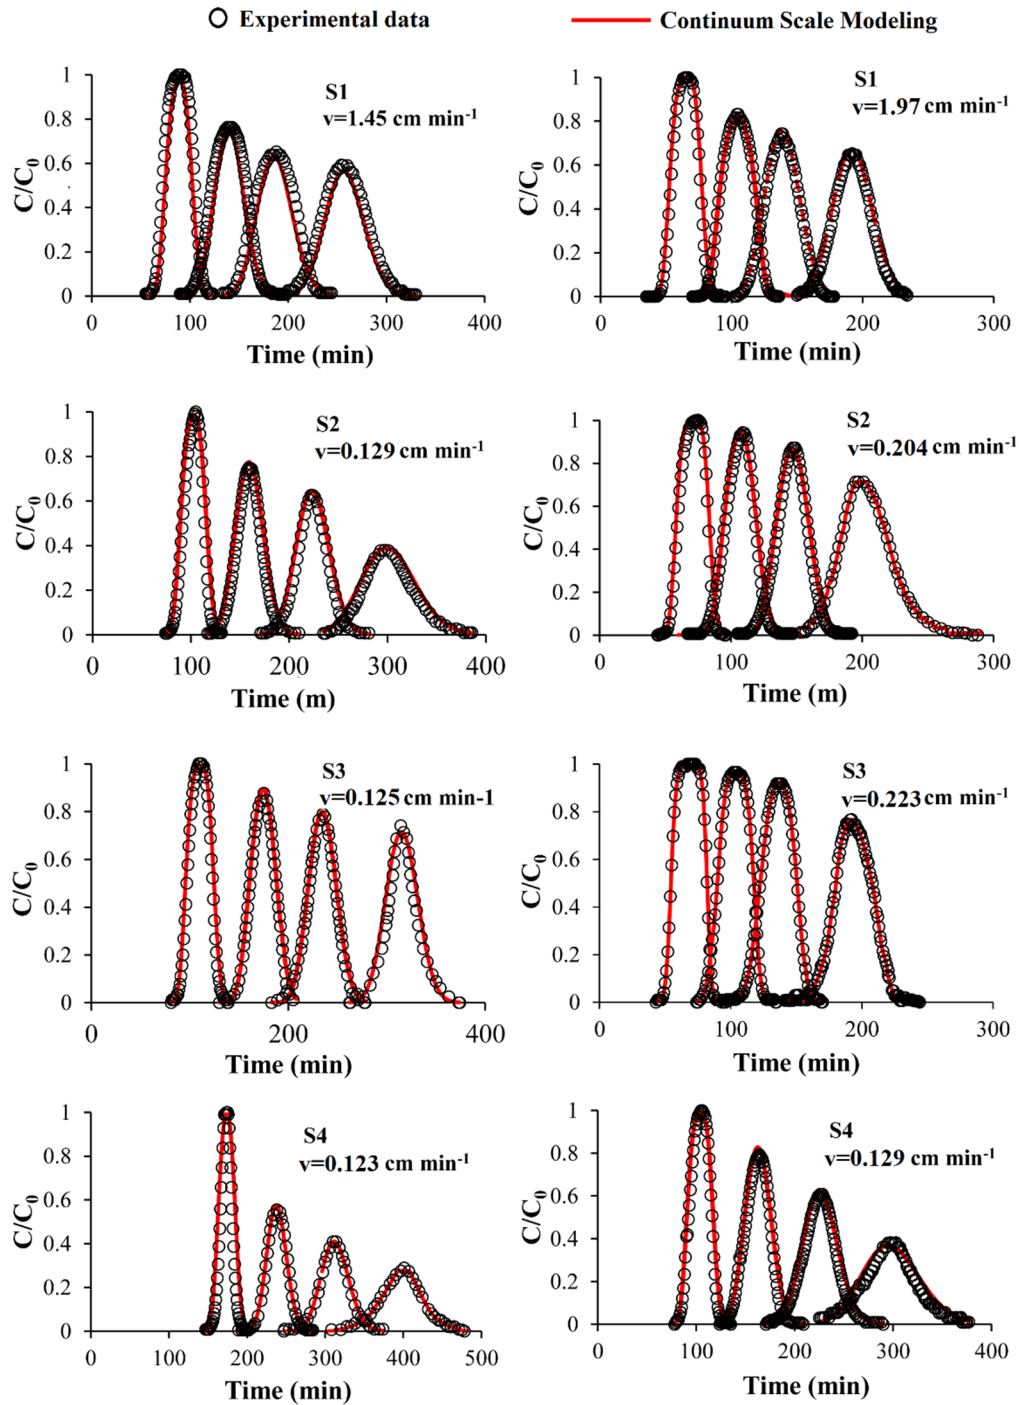 Experimental data
Continuum Scale Modeling
S1
v=1.45 cm min-1
C/C0
1
0.8
0.6
0.4
0.2
0
0 100 200 300 400
Time (min)
S1
v=1.97 cm min-1
C/C0
1
0.8
0.6
0.4
0.2
0
0 100 200 300
Time (min)
S2
v=0.129 cm min-1
C/C0
1
0.8
0.6
0.4
0.2
0
0 100 200 300 400
Time (m)
S2
v=0.204 cm min-1
C/C0
1
0.8
0.6
0.4
0.2
0
0 100 200 300
Time (m)
S3
v=0.125 cm min-1
C/C0
1
0.8
0.6
0.4
0.2
0
0 200 400
Time (min)
S3
v=0.223 cm min-1
C/C0
1
0.8
0.6
0.4
0.2
0
0 100 200 300
Time (min)
S4
v=0.123 cm min-1
C/C0
1
0.8
0.6
0.4
0.2
0
0 100 200 300 400 500
Time (min)
S4
v=0.129 cm min-1
C/C0
1
0.8
0.6
0.4
0.2
0
0 100 200 300 400
Time (min)